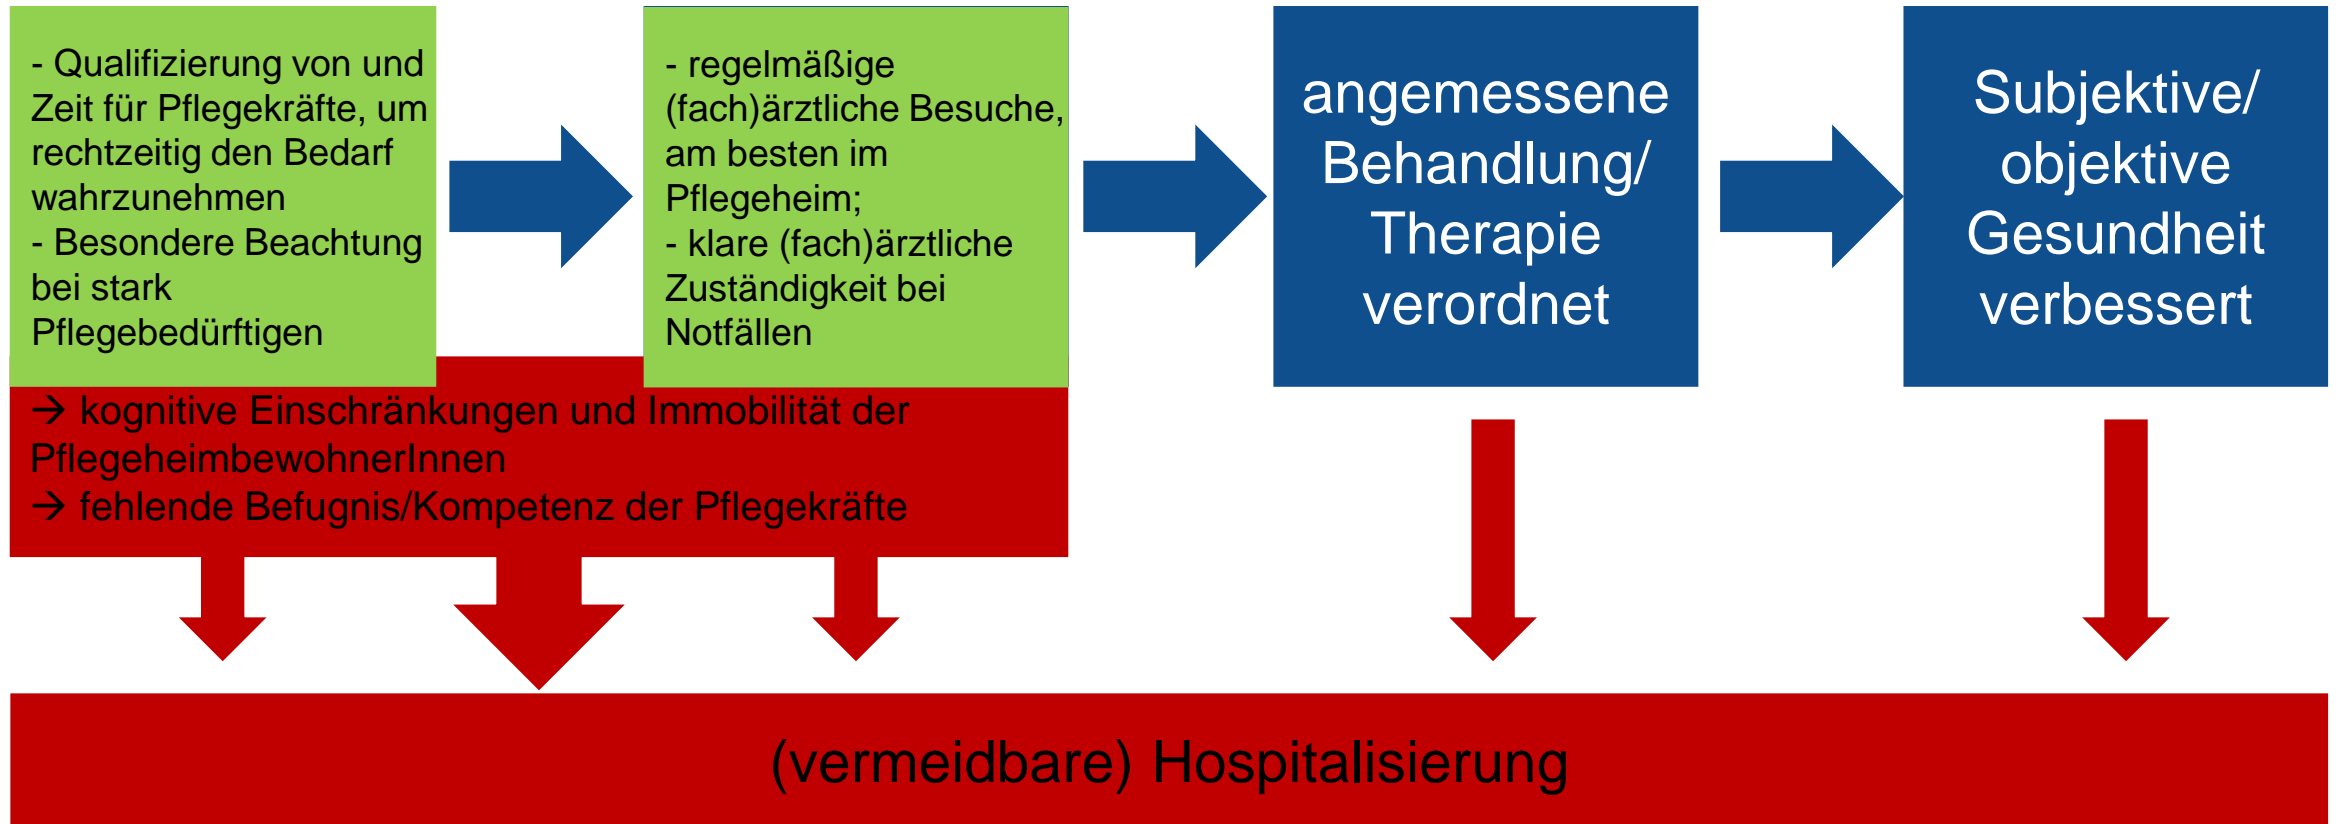 - Qualifizierung von und
Zeit für Pflegekräfte, um
rechtzeitig den Bedarf
wahrzunehmen
- Besondere Beachtung
bei stark
Pflegebedürftigen
- regelmäßige
(fach)ärztliche Besuche,
am besten im
Pflegeheim;
- klare (fach)ärztliche
Zuständigkeit bei
Notfällen
angemessene
Behandlung/
Therapie
verordnet
Subjektive/
objektive
Gesundheit
verbessert
→ kognitive Einschränkungen und Immobilität der
PflegeheimbewohnerInnen
→ fehlende Befugnis/Kompetenz der Pflegekräfte
(vermeidbare) Hospitalisierung